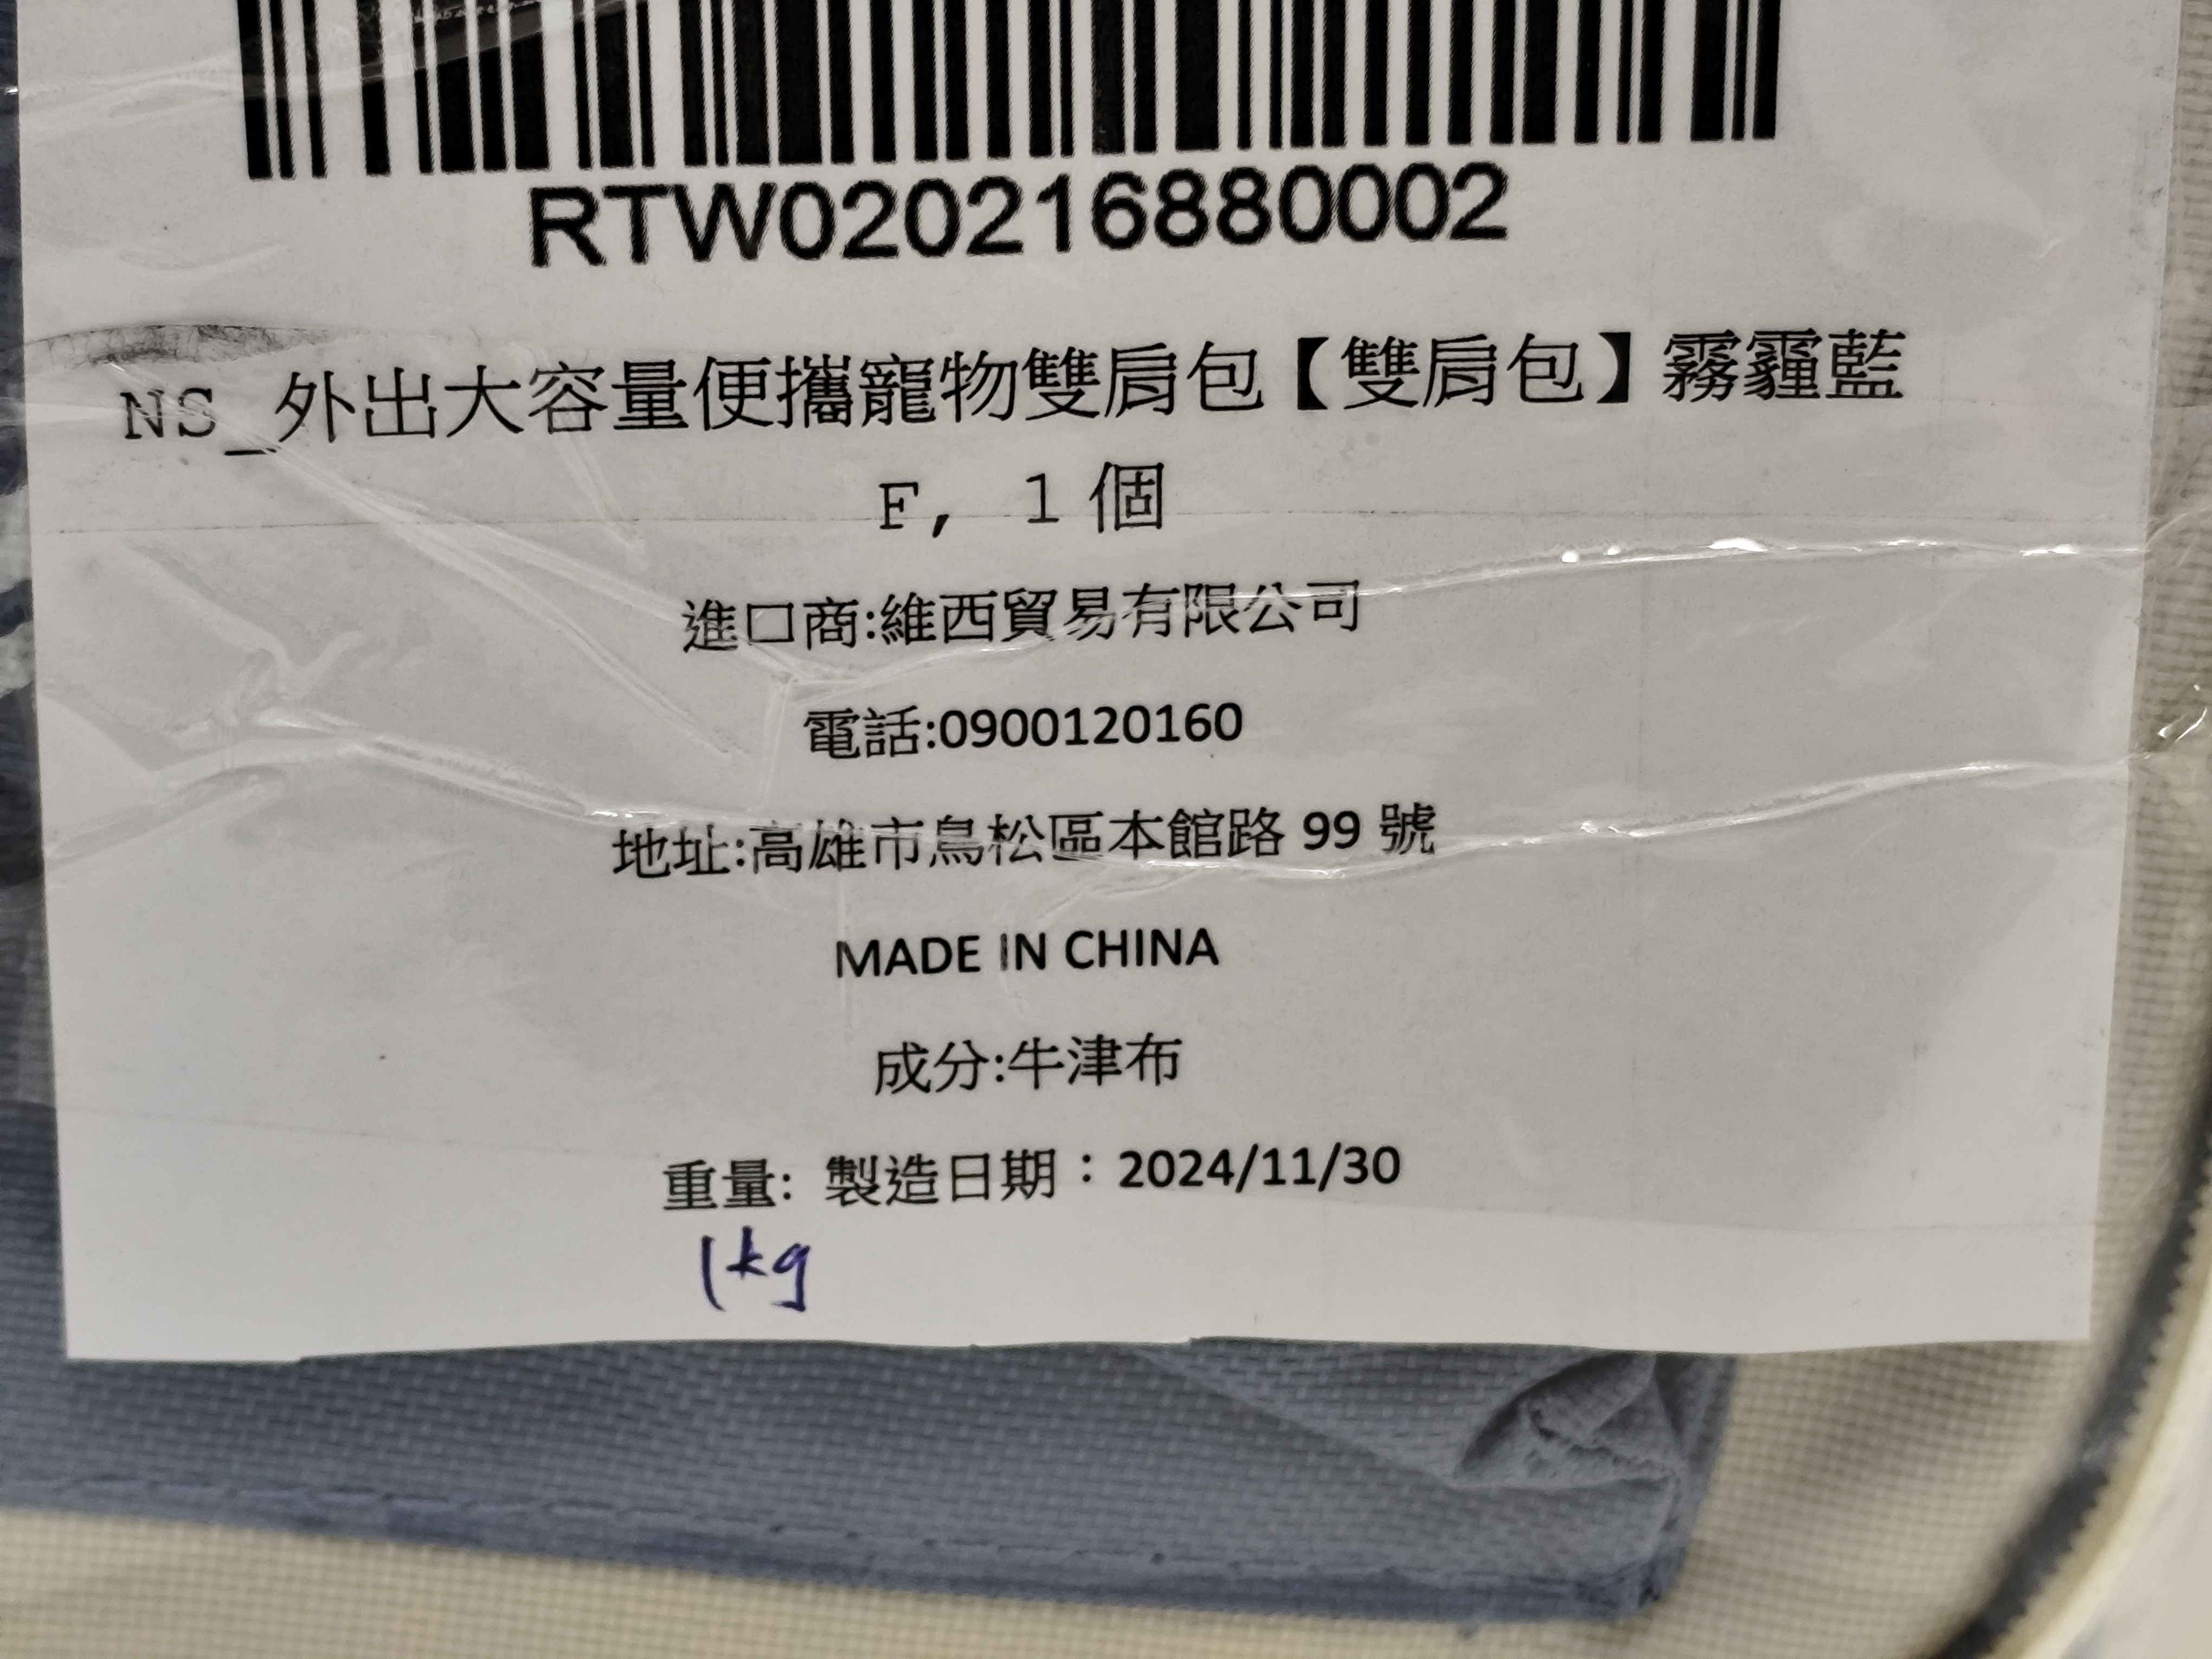 RTW020216880002
NS_外出大容量便攜寵物雙肩包【雙肩包】霧霾藍
F, 1個
進口商:維西貿易有限公司
電話:0900120160
地址:高雄市鳥松區本館路 99 號
MADE IN CHINA
成分:牛津布
重量: 製造日期：2024/11/30
1kg